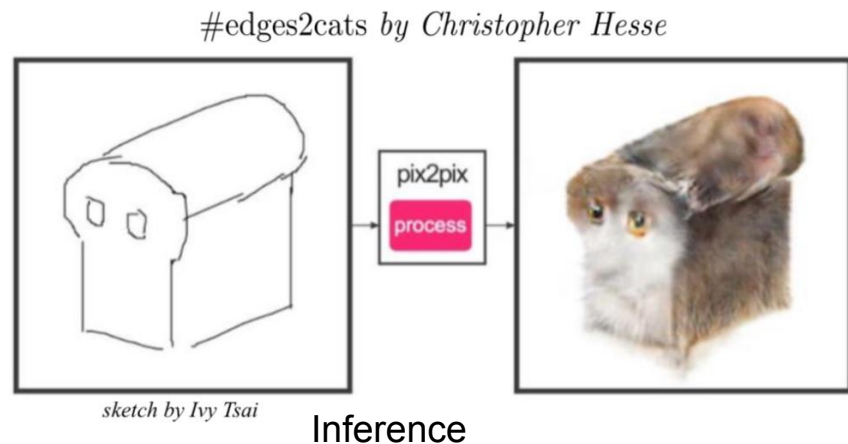 #edges2cats by Christopher Hesse
pix2pix
process
sketch by Ivy Tsai
Inference